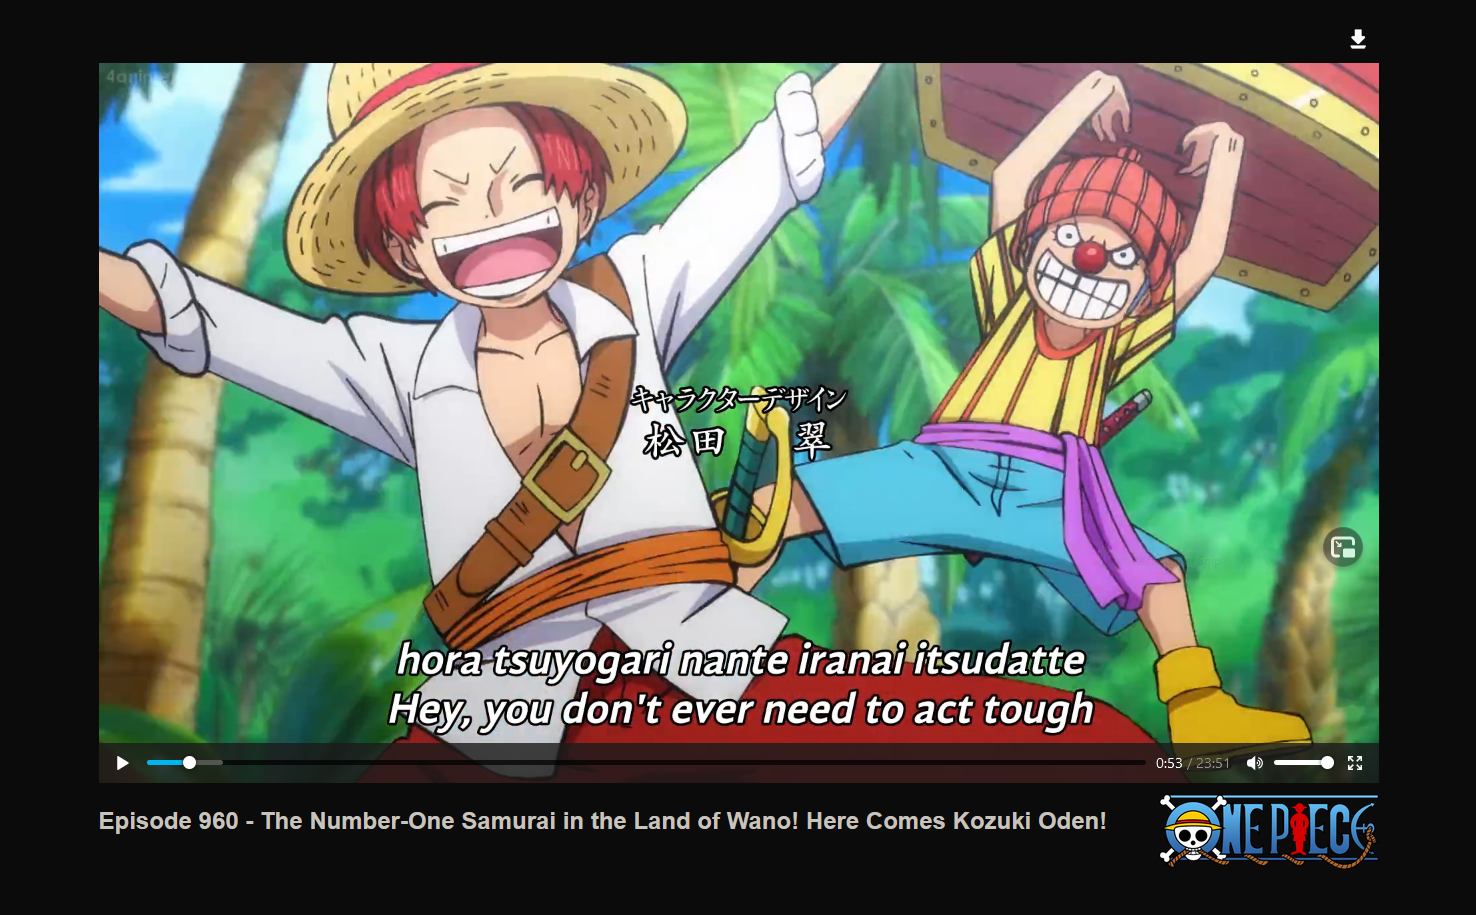 4anime
キャラクターデザイン
松田 翠
hora tsuyogari nante iranai itsudatte
Hey, you don't ever need to act tough
0:53 / 23:51
Episode 960 - The Number-One Samurai in the Land of Wano! Here Comes Kozuki Oden!
ONE PIECE